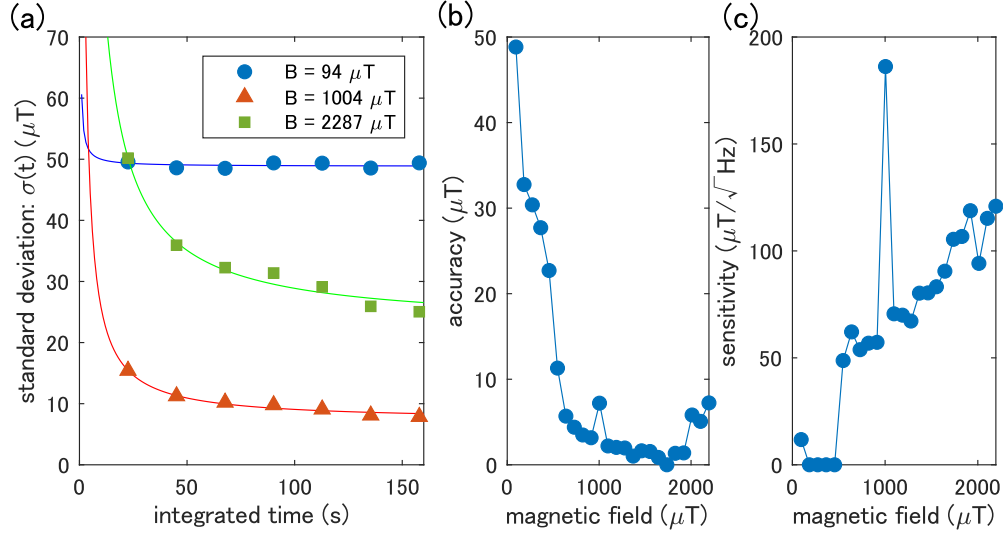 (a)
standard deviation: σ(t) (μT)
70
60
50
40
30
20
10
0
0
50
100
150
integrated time (s)
B = 94 μT
B = 1004 μT
B = 2287 μT
(b)
accuracy (μT)
50
40
30
20
10
0
0
1000
2000
magnetic field (μT)
(c)
sensitivity (μT/√Hz)
200
150
100
50
0
0
1000
2000
magnetic field (μT)